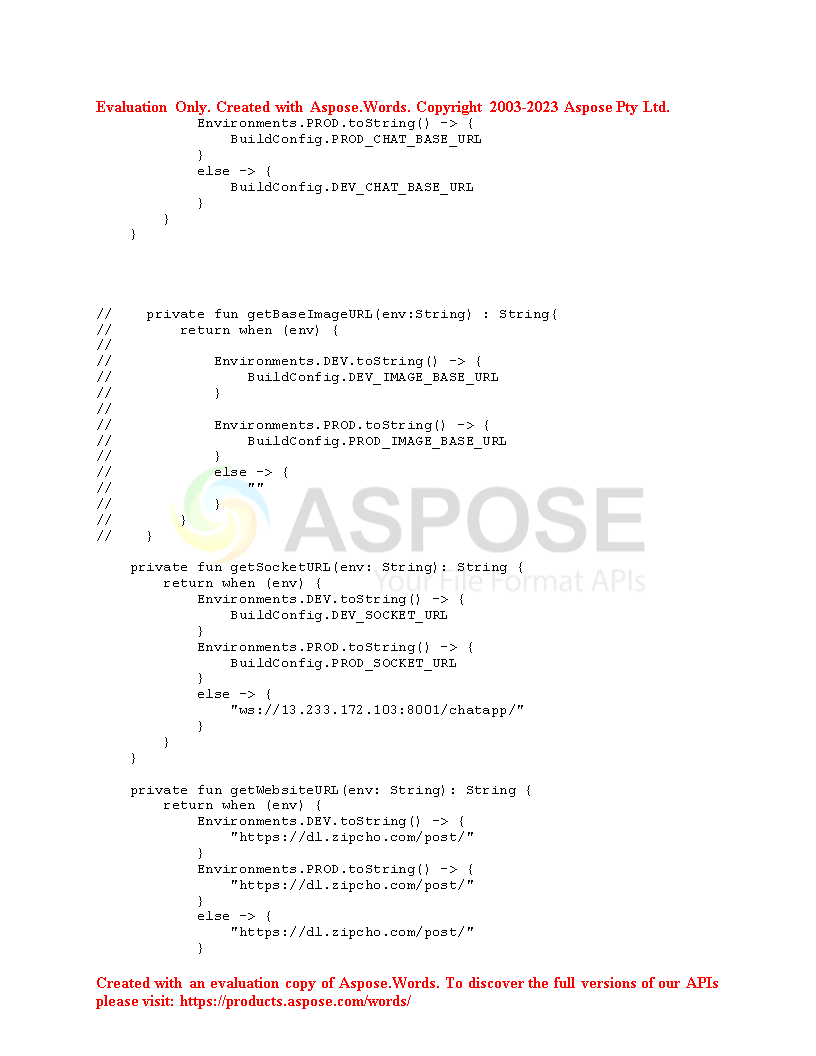 Evaluation Only. Created with Aspose.Words. Copyright 2003-2023 Aspose Pty Ltd.
            Environments.PROD.toString() -> {
                BuildConfig.PROD_CHAT_BASE_URL
            }
            else -> {
                BuildConfig.DEV_CHAT_BASE_URL
            }
        }
    }
//    private fun getBaseImageURL(env:String) : String{
//        return when (env) {
//
//            Environments.DEV.toString() -> {
//                BuildConfig.DEV_IMAGE_BASE_URL
//            }
//
//            Environments.PROD.toString() -> {
//                BuildConfig.PROD_IMAGE_BASE_URL
//            }
//            else -> {
//                ""
//            }
//        }
//    }
ASPOSE
Your File Format APIs
    private fun getSocketURL(env: String): String {
        return when (env) {
            Environments.DEV.toString() -> {
                BuildConfig.DEV_SOCKET_URL
            }
            Environments.PROD.toString() -> {
                BuildConfig.PROD_SOCKET_URL
            }
            else -> {
                "ws://13.233.172.103:8001/chatapp/"
            }
        }
    }
    private fun getWebsiteURL(env: String): String {
        return when (env) {
            Environments.DEV.toString() -> {
                "https://dl.zipcho.com/post/"
            }
            Environments.PROD.toString() -> {
                "https://dl.zipcho.com/post/"
            }
            else -> {
                "https://dl.zipcho.com/post/"
            }
Created with an evaluation copy of Aspose.Words. To discover the full versions of our APIs
please visit: https://products.aspose.com/words/